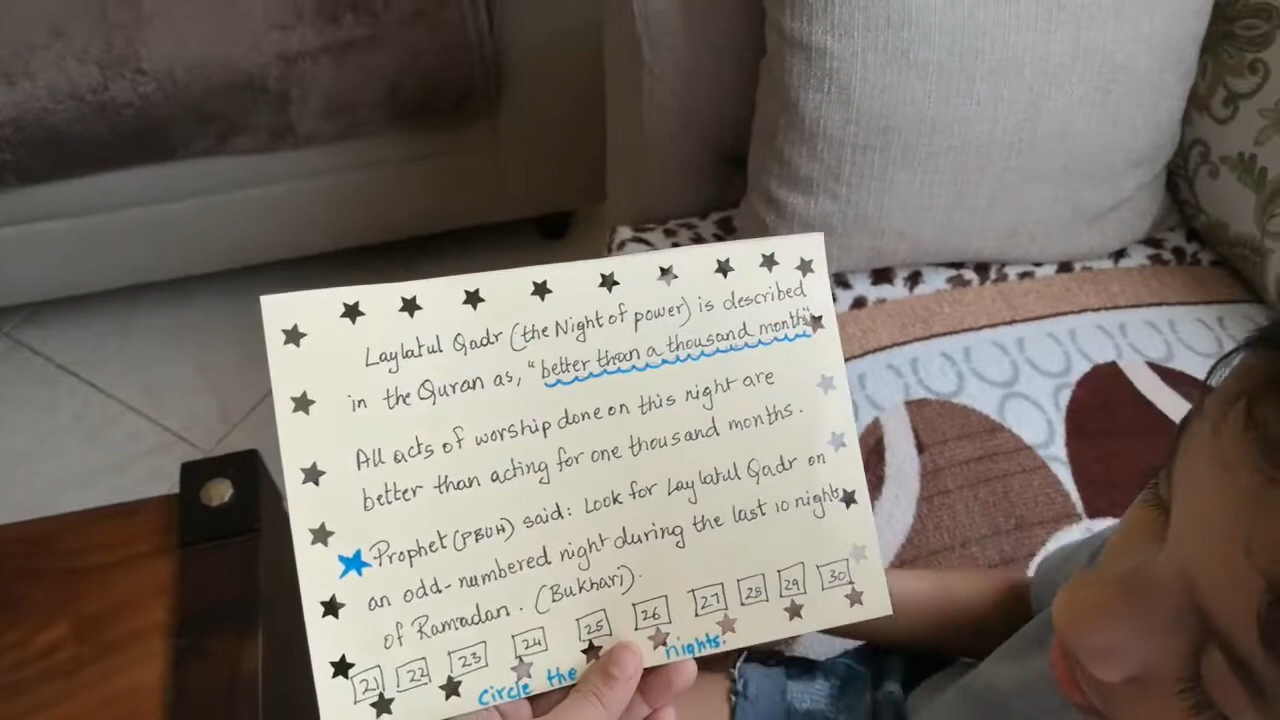 Laylatul Qadr (the Night of power) is described
in the Quran as, "better than a thousand months"
All acts of worship done on this night are
better than acting for one thousand months.
Prophet (PBUH) said: Look for Laylatul Qadr on
an odd-numbered night during the last 10 nights
of Ramadan. (Bukhari).
21 22 23 24 25 26 27 28 29 30
circle the nights.